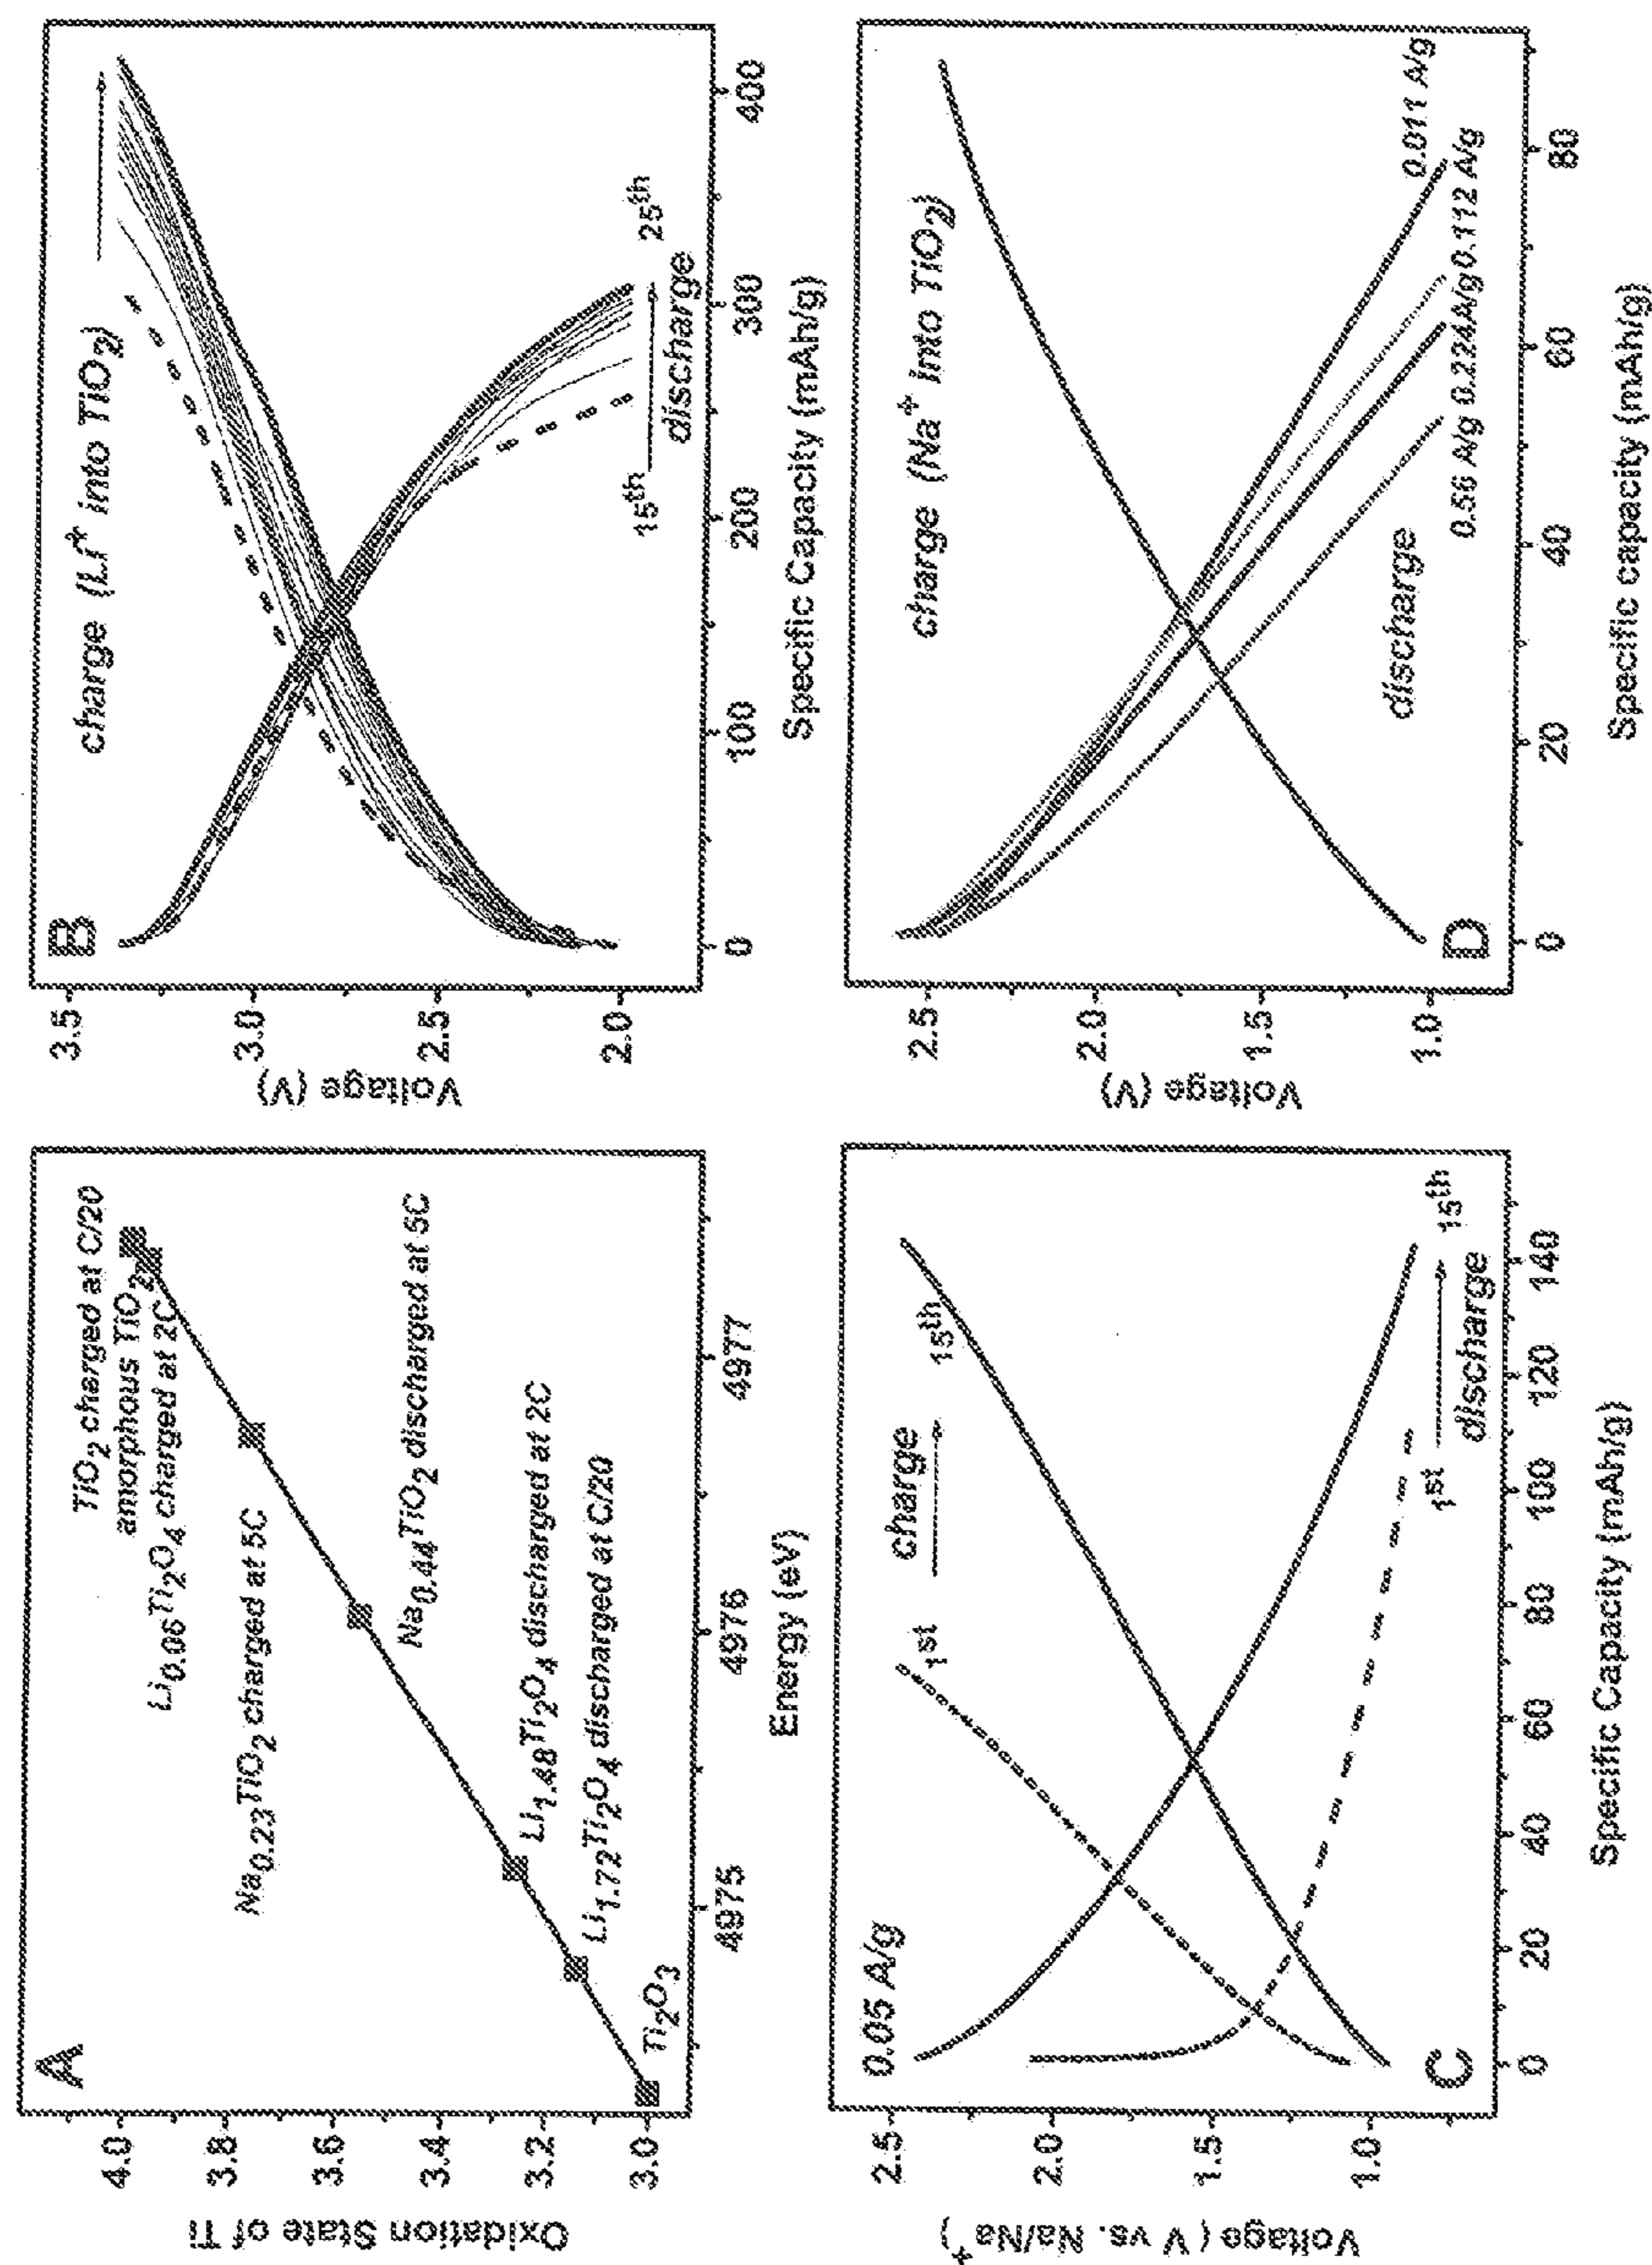 A
TiO2 charged at C/20
amorphous TiO2
Li0.06Ti2O4 charged at 2C
Na0.23TiO2 charged at 5C
Na0.44TiO2 discharged at 5C
Li1.48Ti2O4 discharged at 2C
Li1.72Ti2O4 discharged at C/20
Ti2O3
4.0
3.8
3.6
3.4
3.2
3.0
Oxidation State of Ti
4975 4976 4977
Energy (eV)
B
charge (Li+ into TiO2)
15th 25th
discharge
3.5
3.0
2.5
2.0
Voltage (V)
0 100 200 300 400
Specific Capacity (mAh/g)
C
0.05 A/g
charge
1st 15th
1st 15th
discharge
2.5
2.0
1.5
1.0
Voltage ( V vs. Na/Na+)
0 20 40 60 80 100 120 140
Specific Capacity (mAh/g)
D
charge (Na+ into TiO2)
discharge
0.011 A/g
0.56 A/g 0.224A/g 0.112 A/g
2.5
2.0
1.5
1.0
Voltage (V)
0 20 40 60 80
Specific capacity (mAh/g)